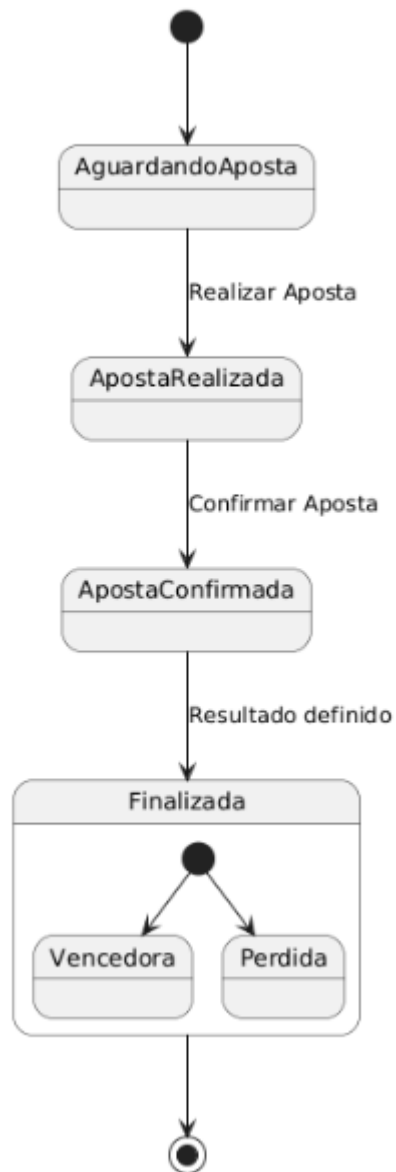 AguardandoAposta
Realizar Aposta
ApostaRealizada
Confirmar Aposta
ApostaConfirmada
Resultado definido
Finalizada
Vencedora
Perdida